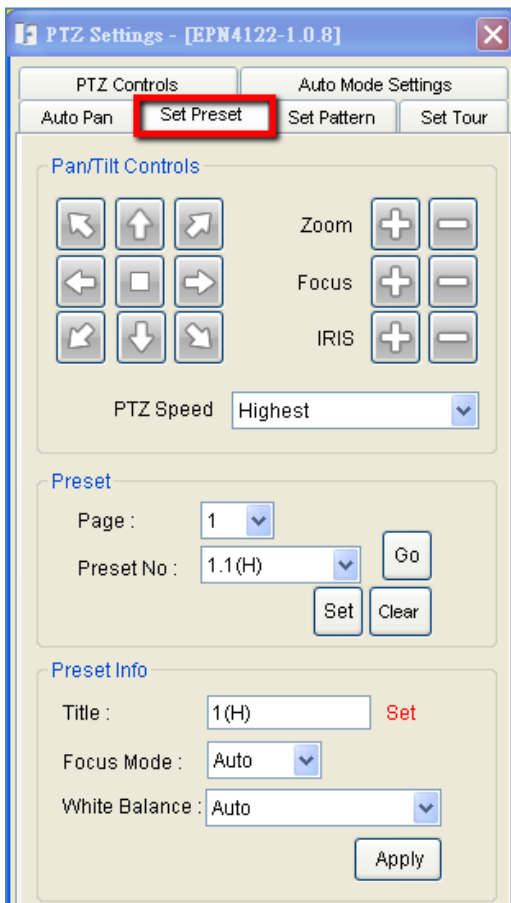 PTZ Settings - [EPN4122-1.0.8]
PTZ Controls Auto Mode Settings
Auto Pan Set Preset Set Pattern Set Tour
Pan/Tilt Controls
Zoom
Focus
IRIS
PTZ Speed Highest
Preset
Page : 1
Preset No : 1.1(H) Go
Set Clear
Preset Info
Title : 1(H) Set
Focus Mode : Auto
White Balance : Auto
Apply